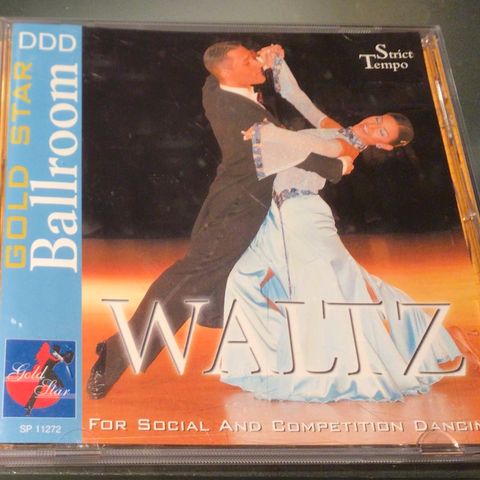 DDD
GOLD STAR
Ballroom
Strict
Tempo
WALTZ
Gold
Star
SP 11272
FOR SOCIAL AND COMPETITION DANCIN